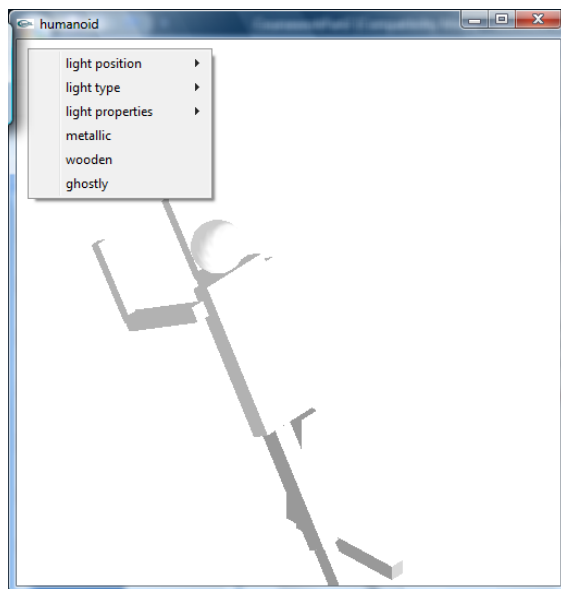 humanoid
light position
light type
light properties
metallic
wooden
ghostly